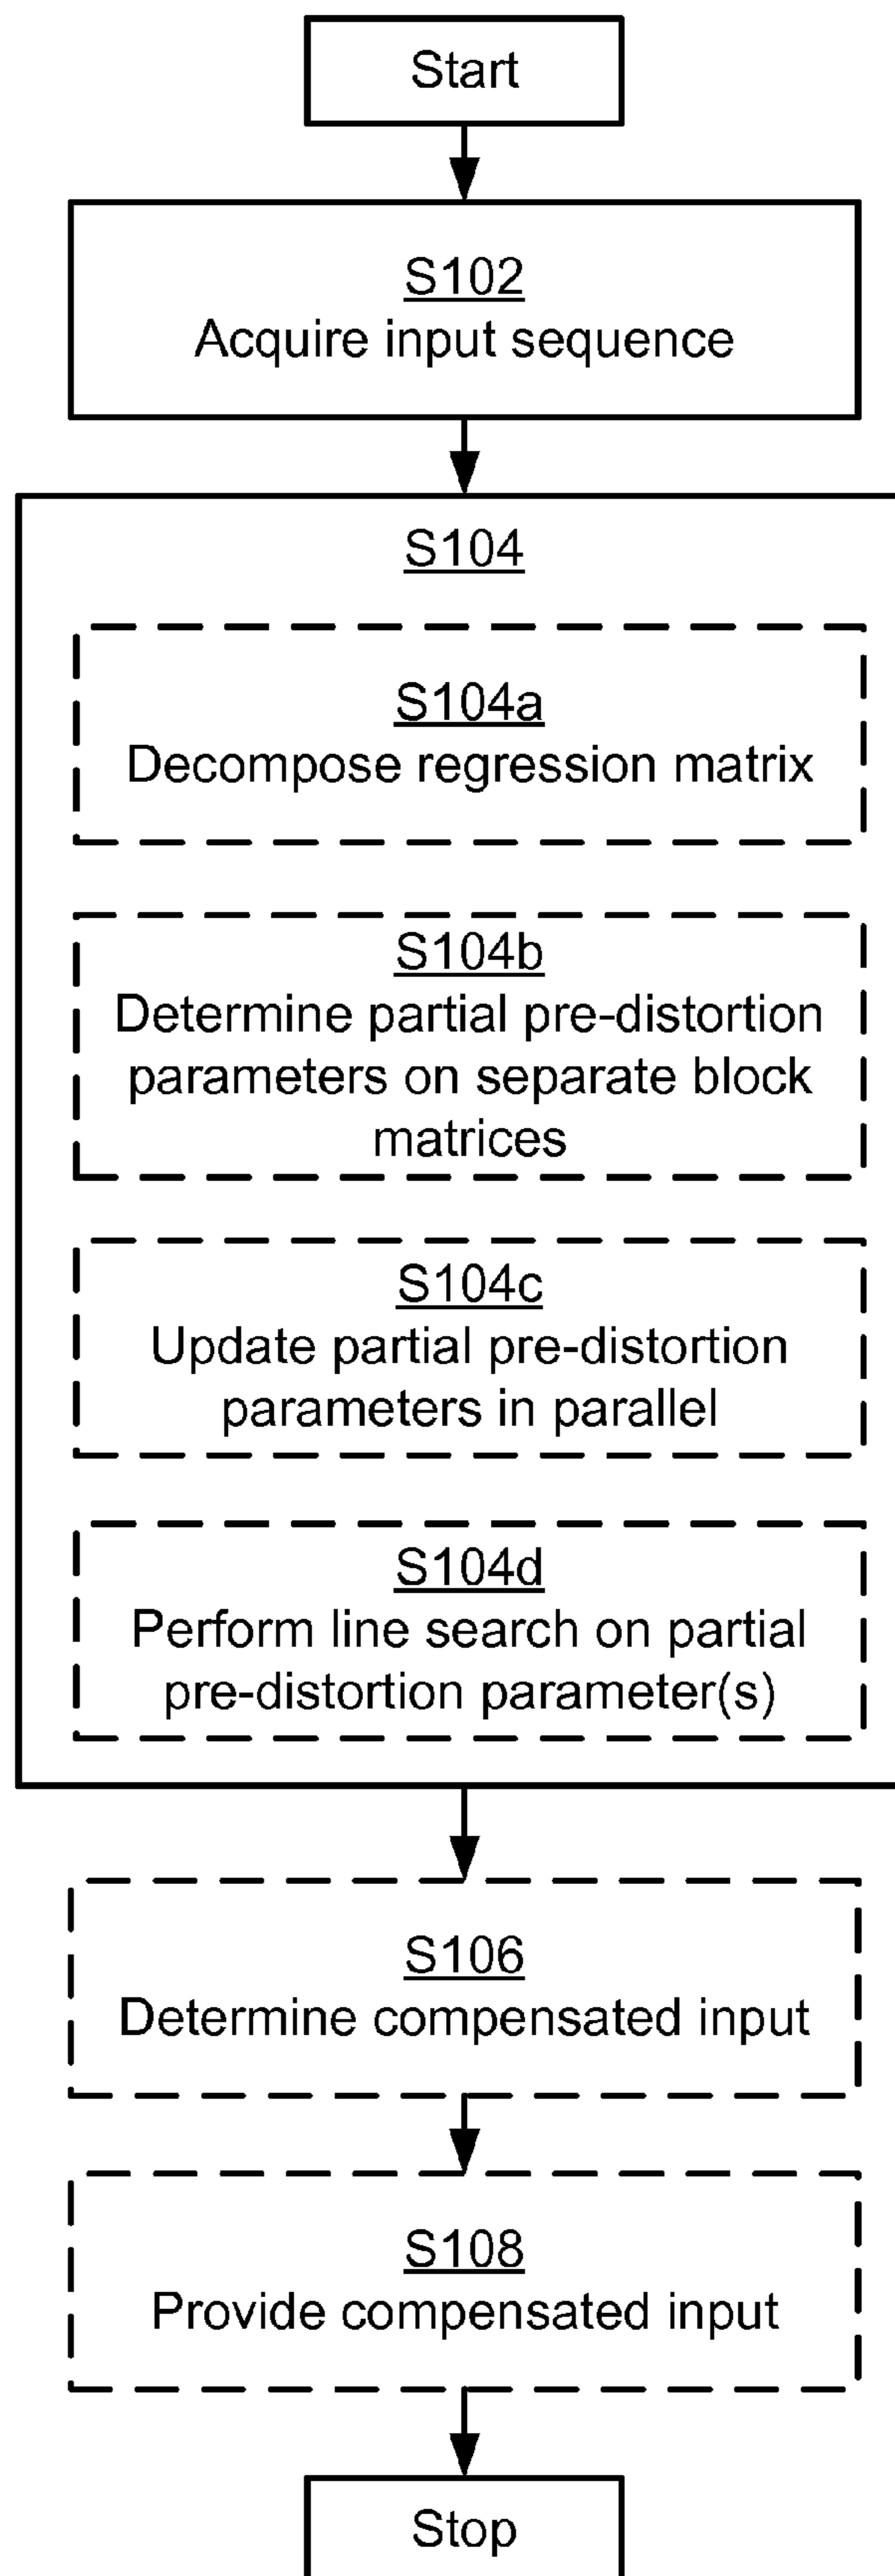 Start
S102
Acquire input sequence
S104
S104a
Decompose regression matrix
S104b
Determine partial pre-distortion
parameters on separate block
matrices
S104c
Update partial pre-distortion
parameters in parallel
S104d
Perform line search on partial
pre-distortion parameter(s)
S106
Determine compensated input
S108
Provide compensated input
Stop